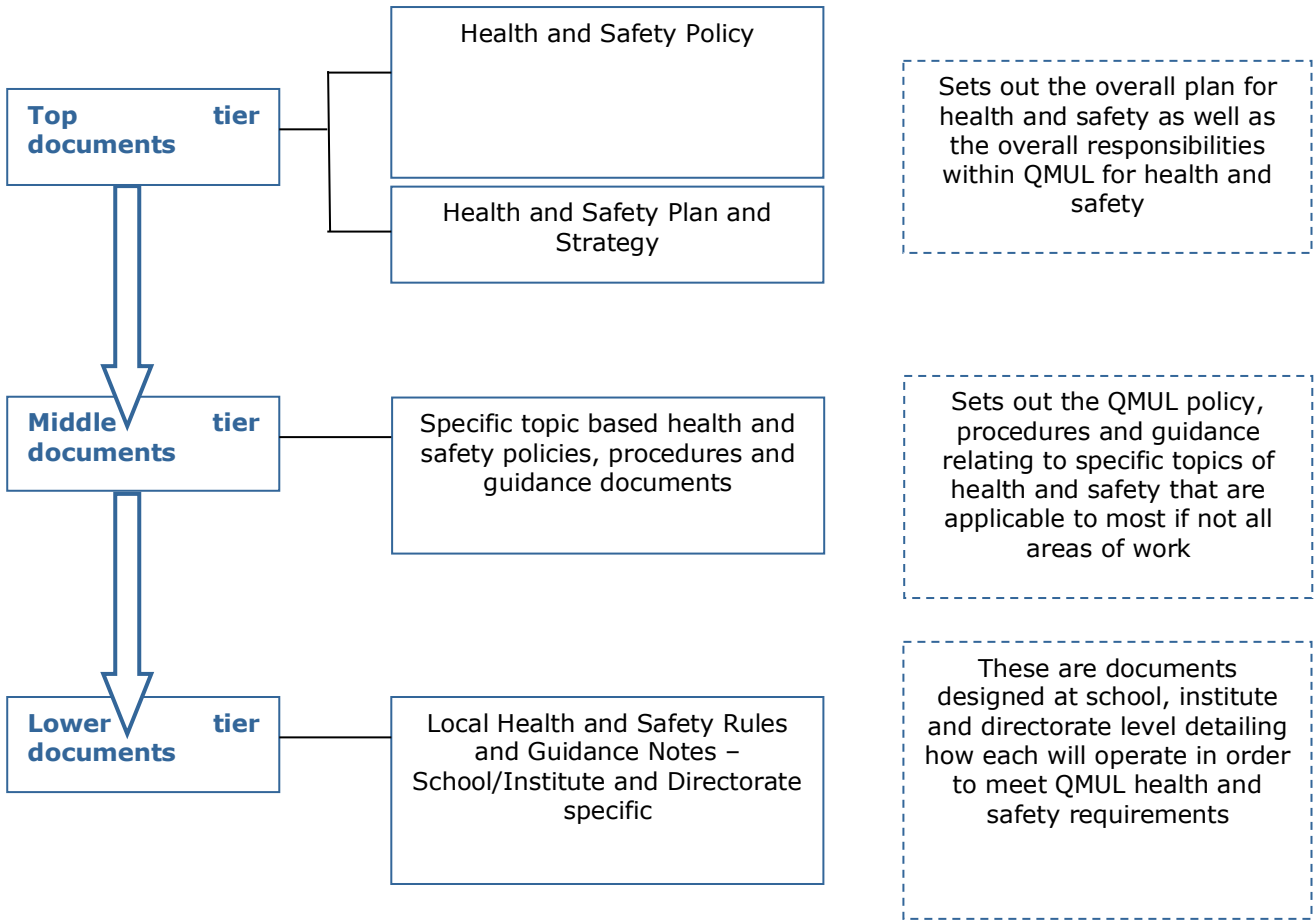 Top tier
documents
Health and Safety Policy
Health and Safety Plan and
Strategy
Sets out the overall plan for
health and safety as well as
the overall responsibilities
within QMUL for health and
safety
Middle tier
documents
Specific topic based health and
safety policies, procedures and
guidance documents
Sets out the QMUL policy,
procedures and guidance
relating to specific topics of
health and safety that are
applicable to most if not all
areas of work
Lower tier
documents
Local Health and Safety Rules
and Guidance Notes –
School/Institute and Directorate
specific
These are documents
designed at school, institute
and directorate level detailing
how each will operate in order
to meet QMUL health and
safety requirements